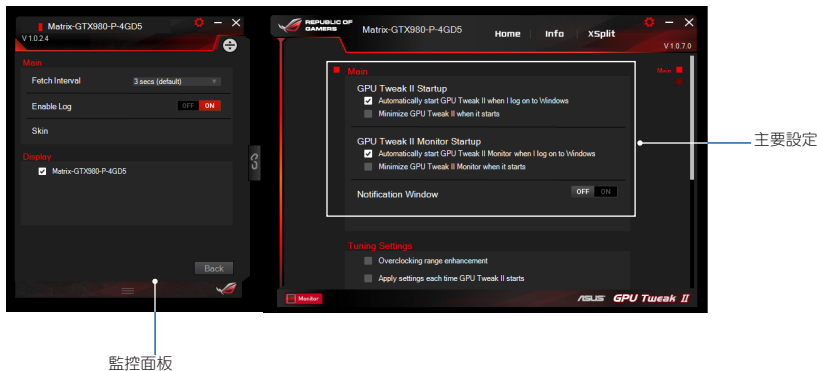 Matrix-GTX980-P-4GD5
V 1.0.2.4
Main
Fetch Interval
3 secs (default)
Enable Log
OFF ON
Skin
Display
Matrix-GTX980-P-4GD5
Back
監控面板
REPUBLIC OF
GAMERS
Matrix-GTX980-P-4GD5
Home Info XSplit
V 1.0.7.0
Main
Main
GPU Tweak II Startup
Automatically start GPU Tweak II when I log on to Windows
Minimize GPU Tweak II when it starts
GPU Tweak II Monitor Startup
Automatically start GPU Tweak II Monitor when I log on to Windows
Minimize GPU Tweak II Monitor when it starts
Notification Window
OFF ON
主要設定
Tuning Settings
Overclocking range enhancement
Apply settings each time GPU Tweak II starts
Monitor
ASUS GPU Tweak II